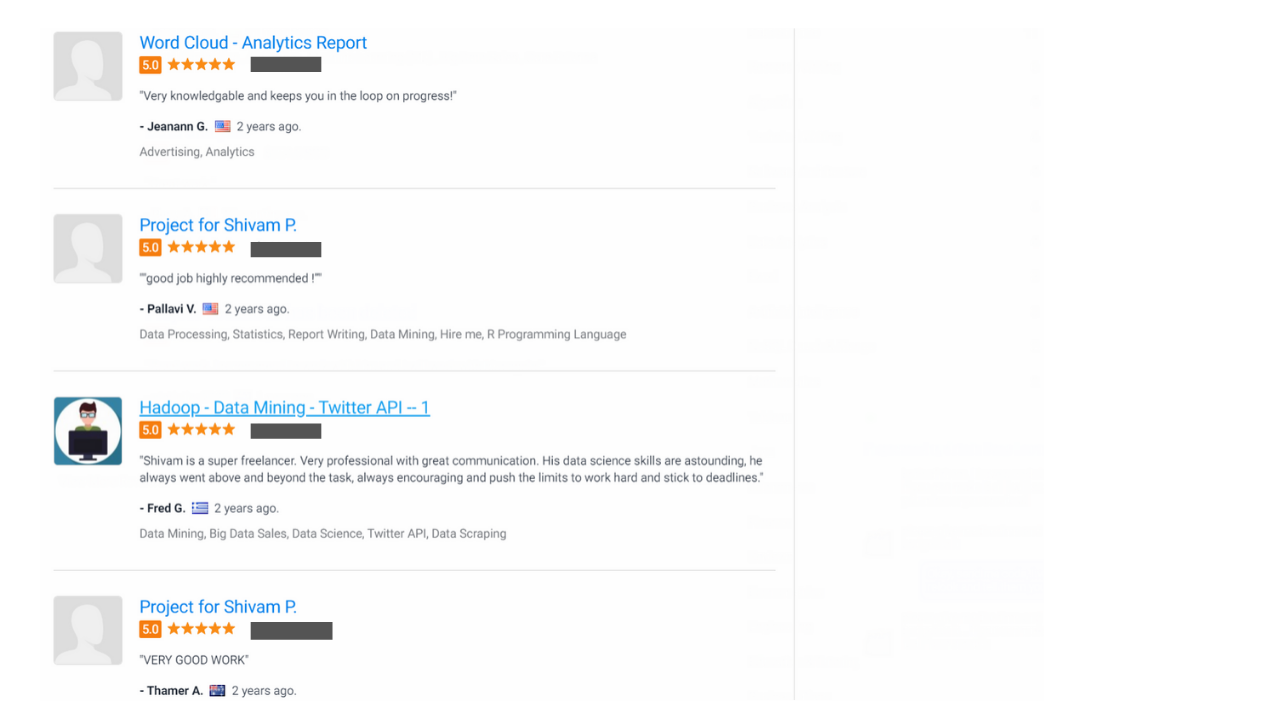 Word Cloud - Analytics Report
5.0
"Very knowledgable and keeps you in the loop on progress!"
- Jeanann G. 2 years ago.
Advertising, Analytics
Project for Shivam P.
5.0
""good job highly recommended !""
- Pallavi V. 2 years ago.
Data Processing, Statistics, Report Writing, Data Mining, Hire me, R Programming Language
Hadoop - Data Mining - Twitter API -- 1
5.0
"Shivam is a super freelancer. Very professional with great communication. His data science skills are astounding, he
always went above and beyond the task, always encouraging and push the limits to work hard and stick to deadlines."
- Fred G. 2 years ago.
Data Mining, Big Data Sales, Data Science, Twitter API, Data Scraping
Project for Shivam P.
5.0
"VERY GOOD WORK"
- Thamer A. 2 years ago.